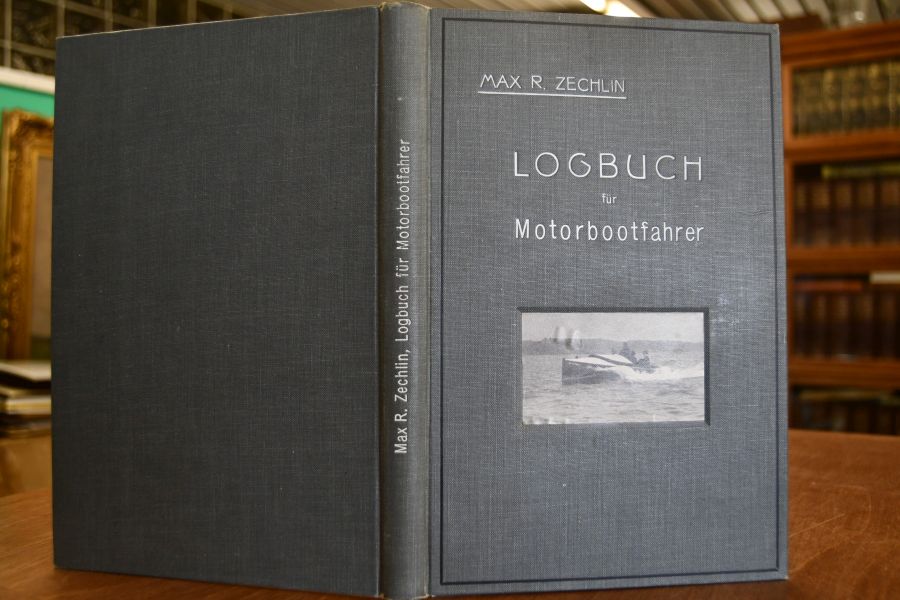 MAX R. ZECHLIN
LOGBUCH
für
Motorbootfahrer
Max R. Zechlin, Logbuch für Motorbootfahrer